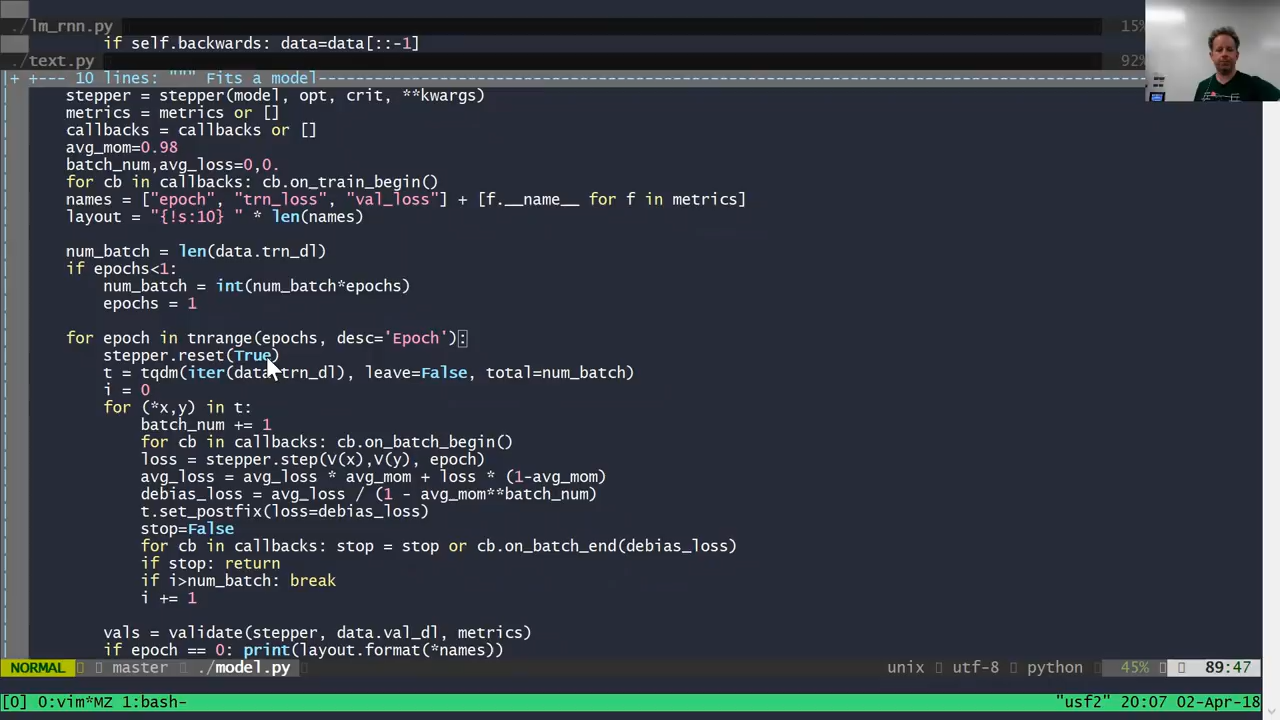 ./lm_rnn.py 15%
if self.backwards: data=data[::-1]
./text.py 92%
+ +--- 10 lines: """ Fits a model----------------------------------------------------------------------------------------
stepper = stepper(model, opt, crit, **kwargs)
metrics = metrics or []
callbacks = callbacks or []
avg_mom=0.98
batch_num,avg_loss=0,0.
for cb in callbacks: cb.on_train_begin()
names = ["epoch", "trn_loss", "val_loss"] + [f.__name__ for f in metrics]
layout = "{!s:10} " * len(names)
num_batch = len(data.trn_dl)
if epochs<1:
num_batch = int(num_batch*epochs)
epochs = 1
for epoch in tnrange(epochs, desc='Epoch'):
stepper.reset(True)
t = tqdm(iter(data.trn_dl), leave=False, total=num_batch)
i = 0
for (*x,y) in t:
batch_num += 1
for cb in callbacks: cb.on_batch_begin()
loss = stepper.step(V(x),V(y), epoch)
avg_loss = avg_loss * avg_mom + loss * (1-avg_mom)
debias_loss = avg_loss / (1 - avg_mom**batch_num)
t.set_postfix(loss=debias_loss)
stop=False
for cb in callbacks: stop = stop or cb.on_batch_end(debias_loss)
if stop: return
if i>num_batch: break
i += 1
vals = validate(stepper, data.val_dl, metrics)
if epoch == 0: print(layout.format(*names))
NORMAL master ./model.py unix utf-8 python 45% 89:47
[0] 0:vim*MZ 1:bash- "usf2" 20:07 02-Apr-18